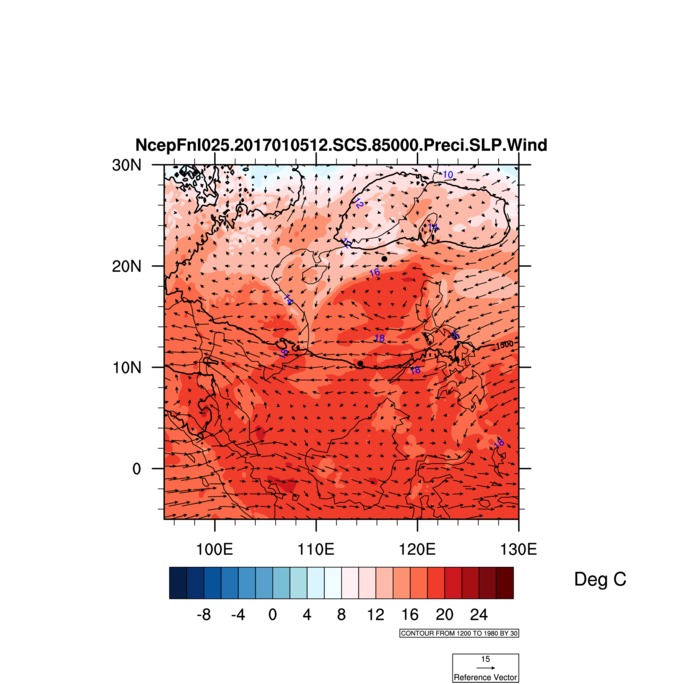 NcepFnl025.2017010512.SCS.85000.Preci.SLP.Wind
30N
20N
10N
0
10
12
16
14
18
16
1500
100E
110E
120E
130E
-8
-4
0
4
8
12
16
20
24
Deg C
CONTOUR FROM 1200 TO 1980 BY 30
15
Reference Vector